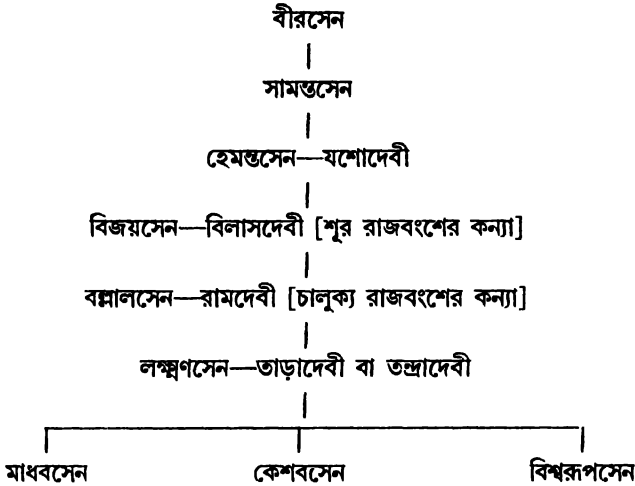 বীরসেন
সামন্তসেন
হেমন্তসেন—যশোদেবী
বিজয়সেন—বিলাসদেবী [শূর রাজবংশের কন্যা]
বল্লালসেন—রামদেবী [চালুক্য রাজবংশের কন্যা]
লক্ষ্মণসেন—তাড়াদেবী বা তন্দ্রাদেবী
মাধবসেন কেশবসেন বিশ্বরূপসেন